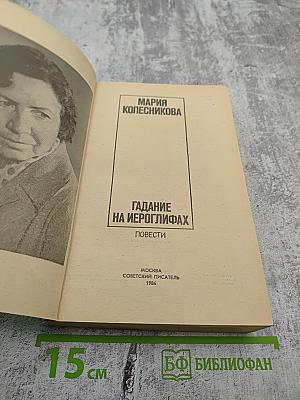 МАРИЯ
КОЛЕСНИКОВА
ГАДАНИЕ
НА ИЕРОГЛИФАХ
ПОВЕСТИ
МОСКВА
СОВЕТСКИЙ ПИСАТЕЛЬ
1986
15 см
БФ БИБЛИОФАН